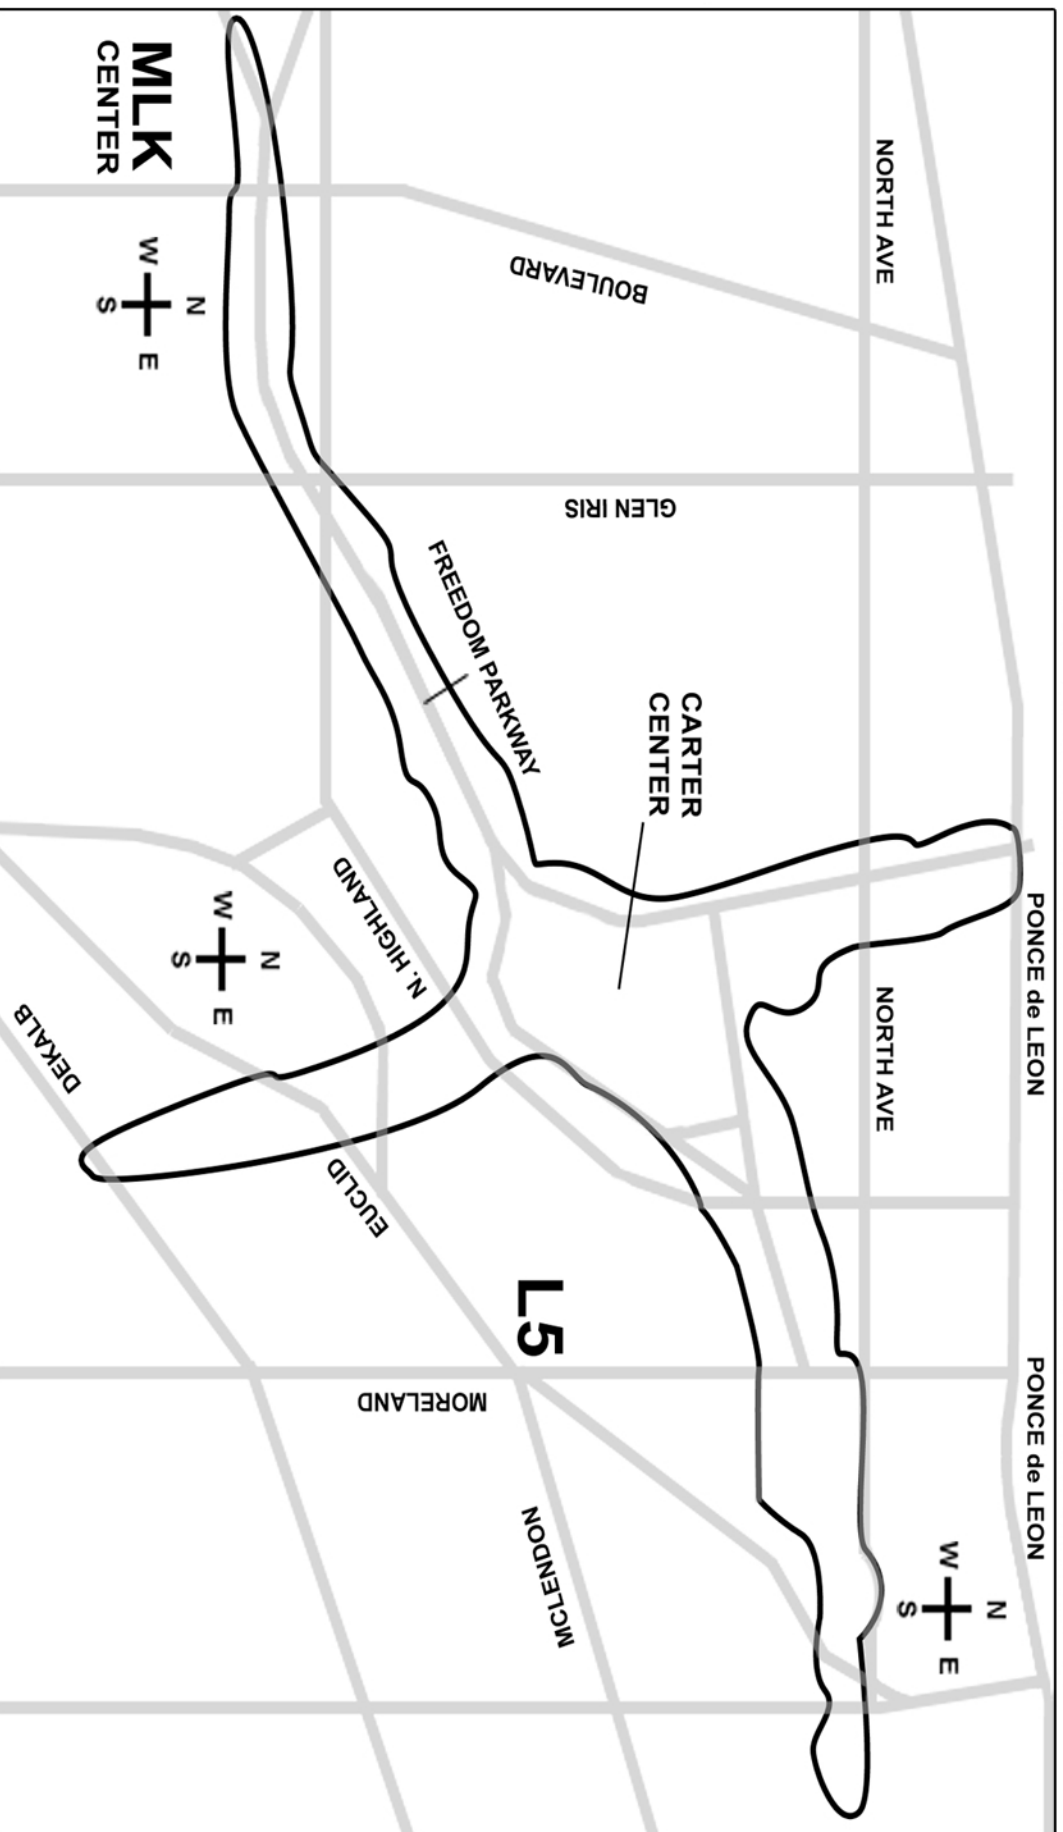 MLK
CENTER
W N E S
BOULEVARD
NORTH AVE
GLEN IRIS
FREEDOM PARKWAY
CARTER
CENTER
N. HIGHLAND
W N E S
DEKALB
PONCE de LEON
NORTH AVE
EUCLID
L5
MORELAND
PONCE de LEON
MCLENDON
W N E S